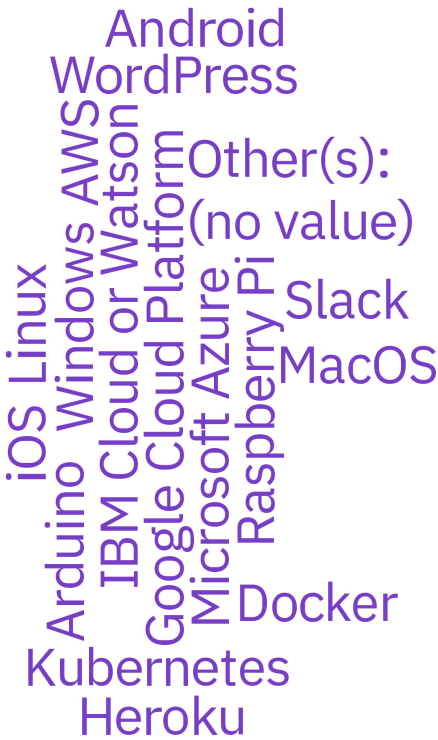 Android
WordPress
AWS
Other(s):
(no value)
Slack
MacOS
Linux
iOS
Windows
Arduino
IBM Cloud or Watson
Google Cloud Platform
Microsoft Azure
Raspberry Pi
Docker
Kubernetes
Heroku